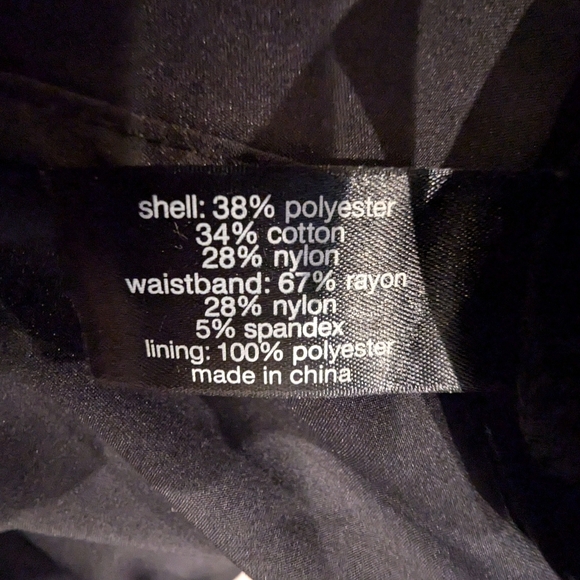 shell: 38% polyester
34% cotton
28% nylon
waistband: 67% rayon
28% nylon
5% spandex
lining: 100% polyester
made in china